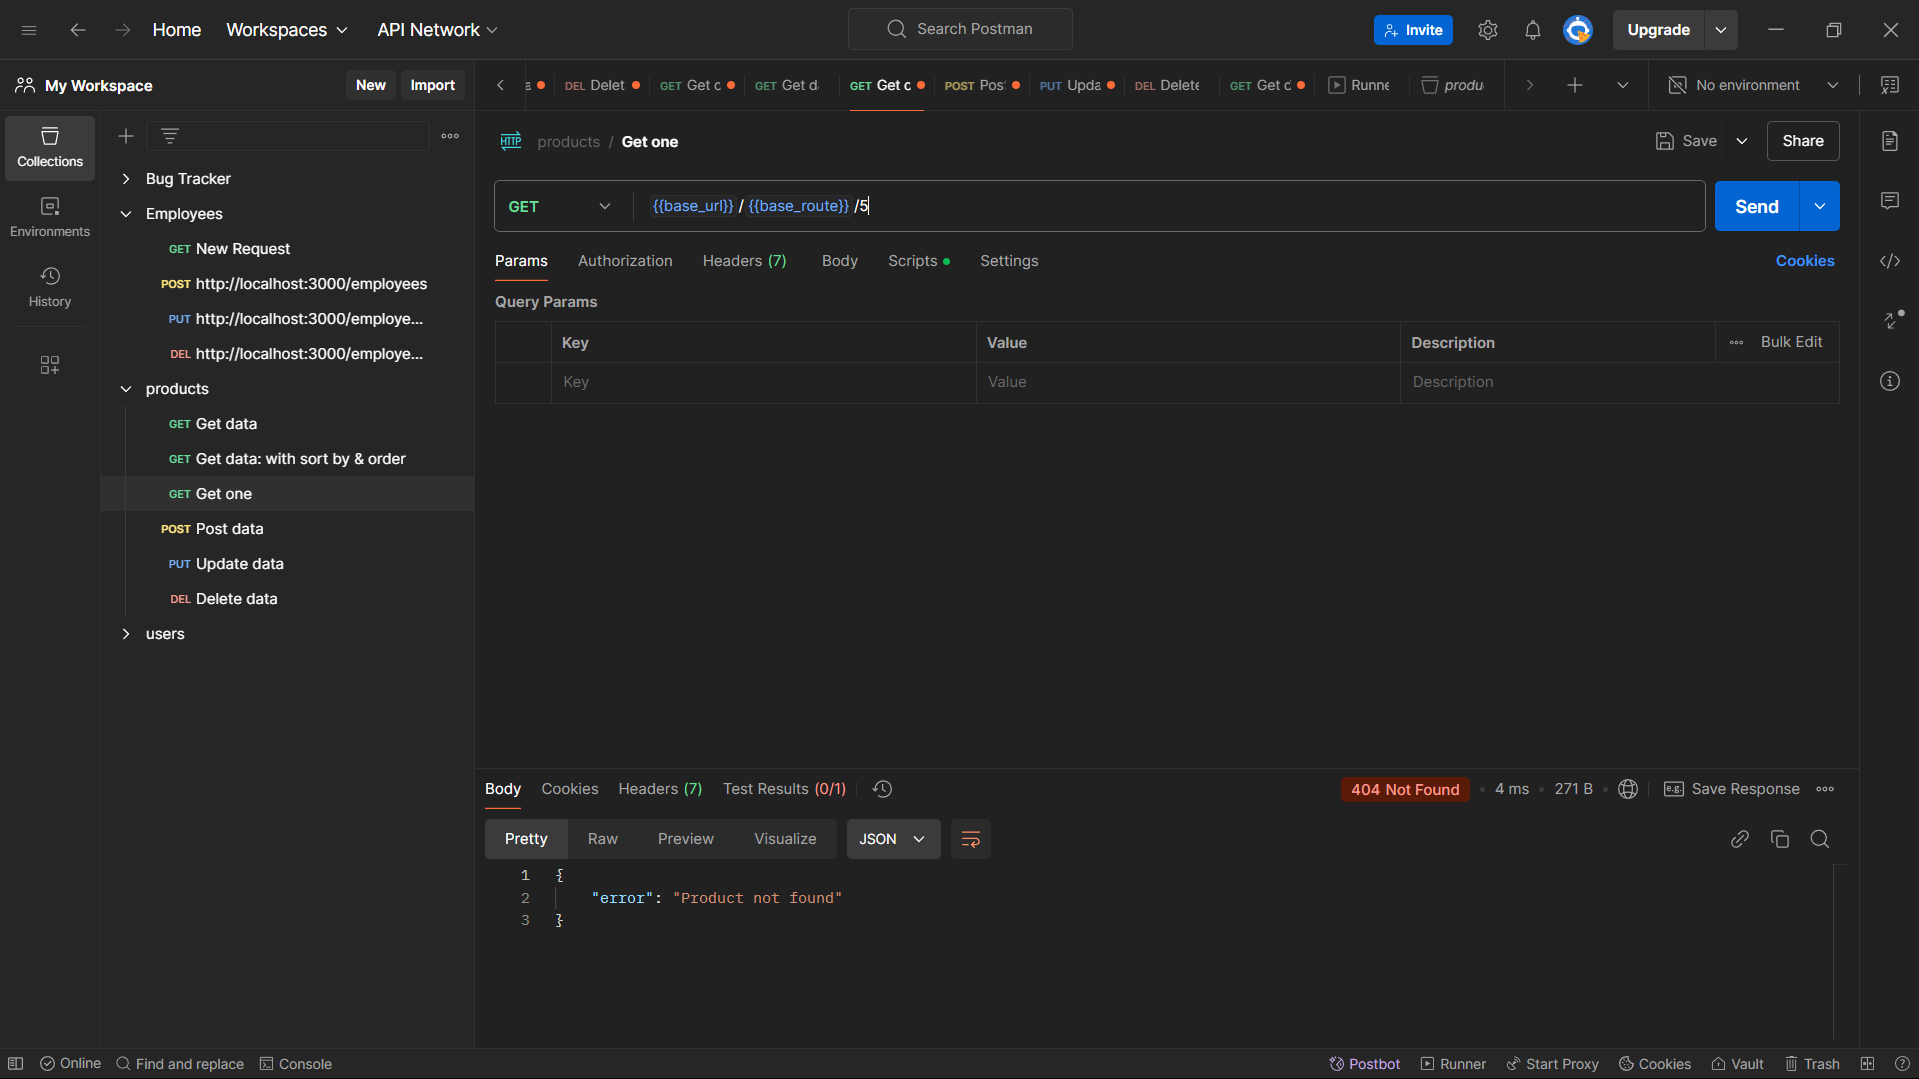 Home Workspaces API Network Search Postman Invite Upgrade
My Workspace New Import
DEL Delet GET Get c GET Get d GET Get c POST Pos PUT Upda DEL Delete GET Get c Runne produ No environment
Collections
Environments
History
Bug Tracker
Employees
GET New Request
POST http://localhost:3000/employees
PUT http://localhost:3000/employe...
DEL http://localhost:3000/employe...
products
GET Get data
GET Get data: with sort by & order
GET Get one
POST Post data
PUT Update data
DEL Delete data
users
HTTP products / Get one Save Share
GET {{base_url}} / {{base_route}} /5 Send
Params Authorization Headers (7) Body Scripts Settings Cookies
Query Params
Key Value Description Bulk Edit
Key Value Description
Body Cookies Headers (7) Test Results (0/1) 404 Not Found 4 ms 271 B e.g. Save Response
Pretty Raw Preview Visualize JSON
1 {
2 "error": "Product not found"
3 }
Online Find and replace Console Postbot Runner Start Proxy Cookies Vault Trash